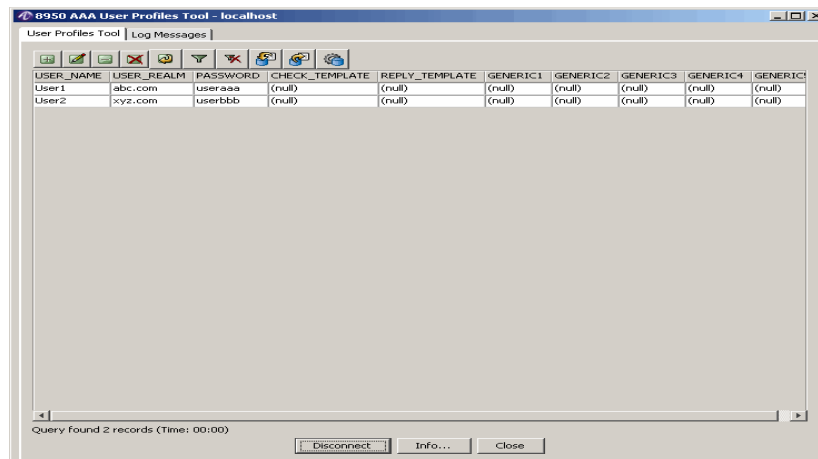 8950 AAA User Profiles Tool - localhost
User Profiles Tool Log Messages
USER_NAME USER_REALM PASSWORD CHECK_TEMPLATE REPLY_TEMPLATE GENERIC1 GENERIC2 GENERIC3 GENERIC4 GENERIC
User1 abc.com useraaa (null) (null) (null) (null) (null) (null) (null)
User2 xyz.com userbbb (null) (null) (null) (null) (null) (null) (null)
Query found 2 records (Time: 00:00)
Disconnect Info... Close